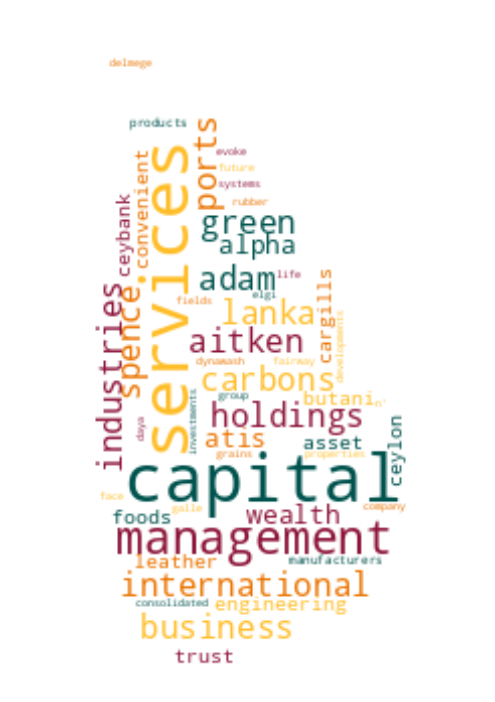 delmege
products
ports
services
convenient
evoke
future
systems
ceybank
rubber
green
alpha
adam
life
elgi
fields
spence
industries
lanka
cargills
developments
aitken
dynawash
fairway
carbons
group
investments
butani
holdings
daya
atis
asset
ceylon
grains
properties
capital
face
galle
company
foods
wealth
management
leather
manufacturers
international
consolidated
engineering
business
trust